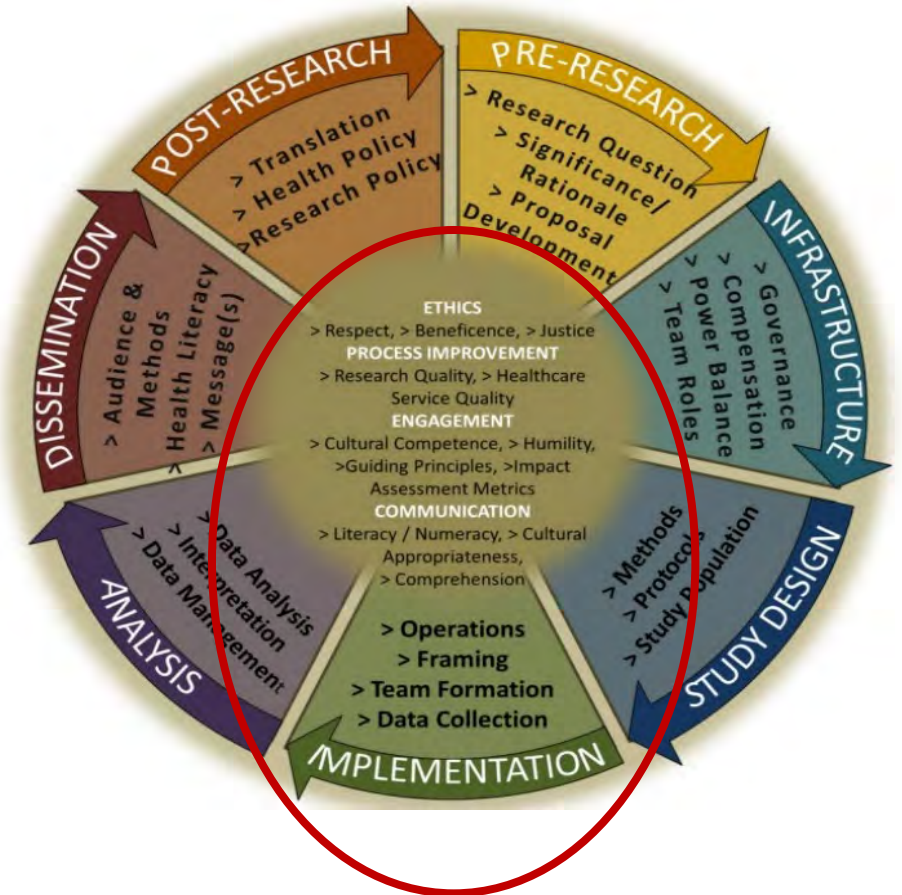 POST-RESEARCH
> Translation
> Health Policy
>Research Policy
PRE-RESEARCH
> Research Question
> Significance/
Rationale
> Proposal
Development
INFRASTRUCTURE
> Governance
> Compensation
> Power Balance
> Team Roles
STUDY DESIGN
> Methods
> Protocols
> Study Population
IMPLEMENTATION
> Operations
> Framing
> Team Formation
> Data Collection
ANALYSIS
> Data Analysis
> Interpretation
> Data Management
DISSEMINATION
> Audience &
Methods
> Health Literacy
> Message(s)
ETHICS
> Respect, > Beneficence, > Justice
PROCESS IMPROVEMENT
> Research Quality, > Healthcare
Service Quality
ENGAGEMENT
> Cultural Competence, > Humility,
>Guiding Principles, >Impact
Assessment Metrics
COMMUNICATION
> Literacy / Numeracy, > Cultural
Appropriateness,
> Comprehension